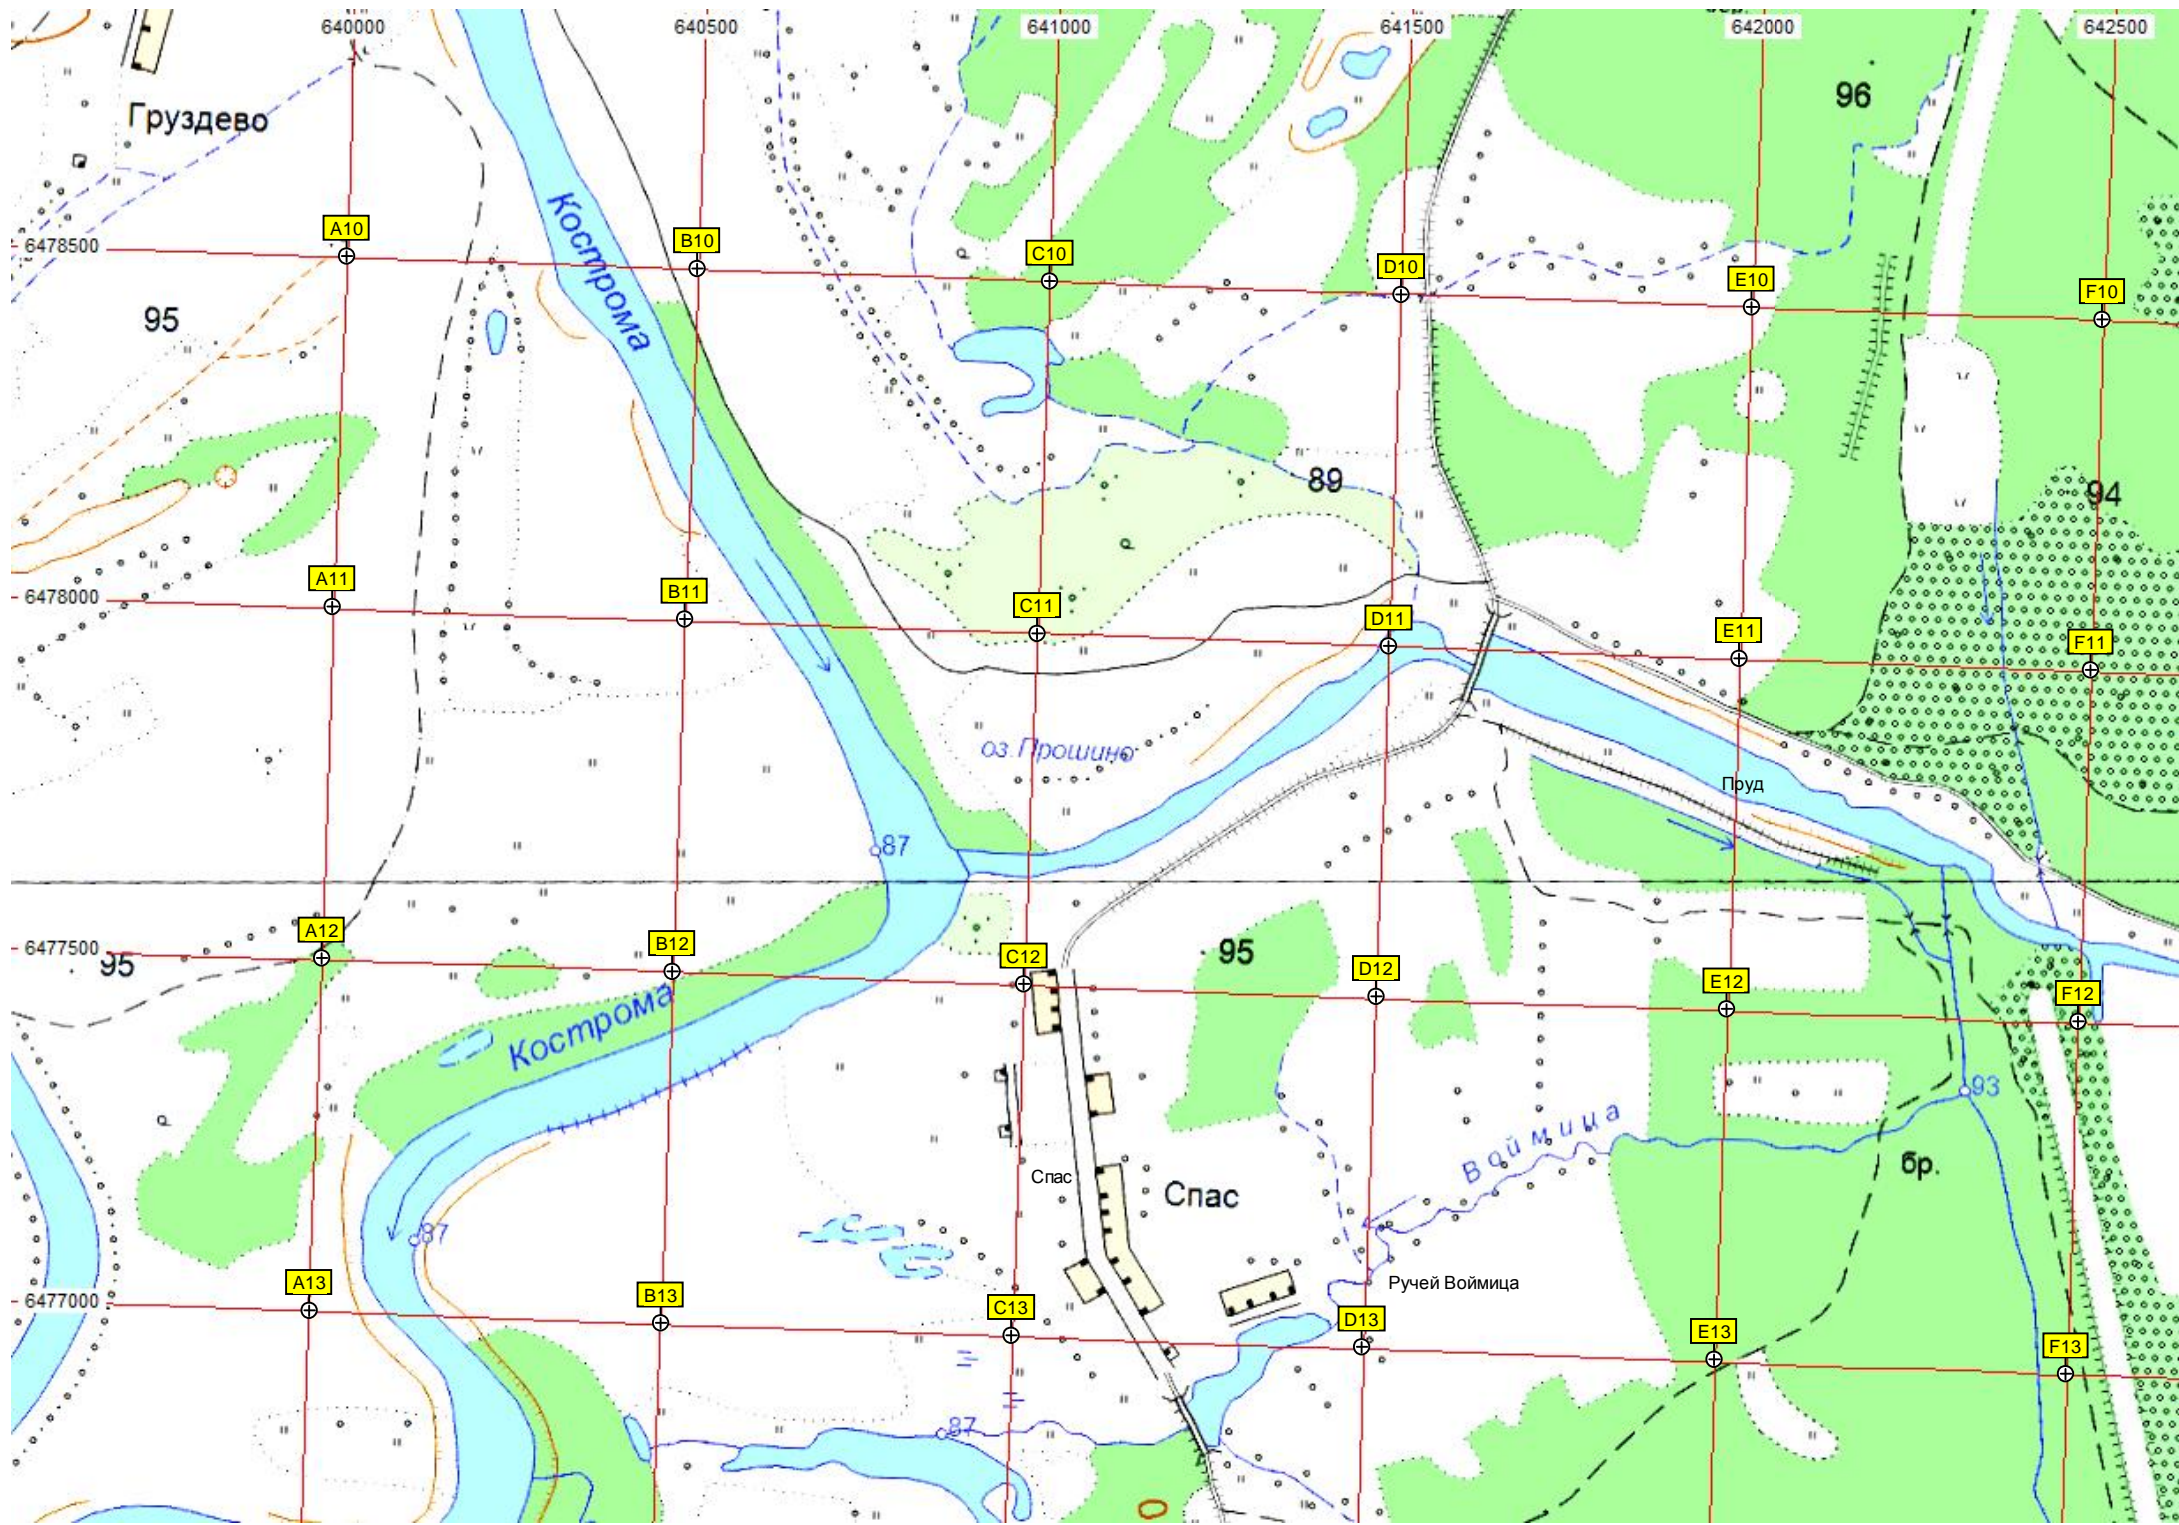 640000 640500 641000 641500 642000 642500
96
Груздево
Кострома
A10 B10 C10 D10 E10 F10
6478500
95
89
94
A11 B11 C11 D11 E11 F11
6478000
оз. Прошино
Пруд
87
A12 B12 C12 D12 E12 F12
6477500
95
95
Кострома
93
Воймица
бр.
Спас
Спас
87
Ручей Воймица
A13 B13 C13 D13 E13 F13
6477000
87